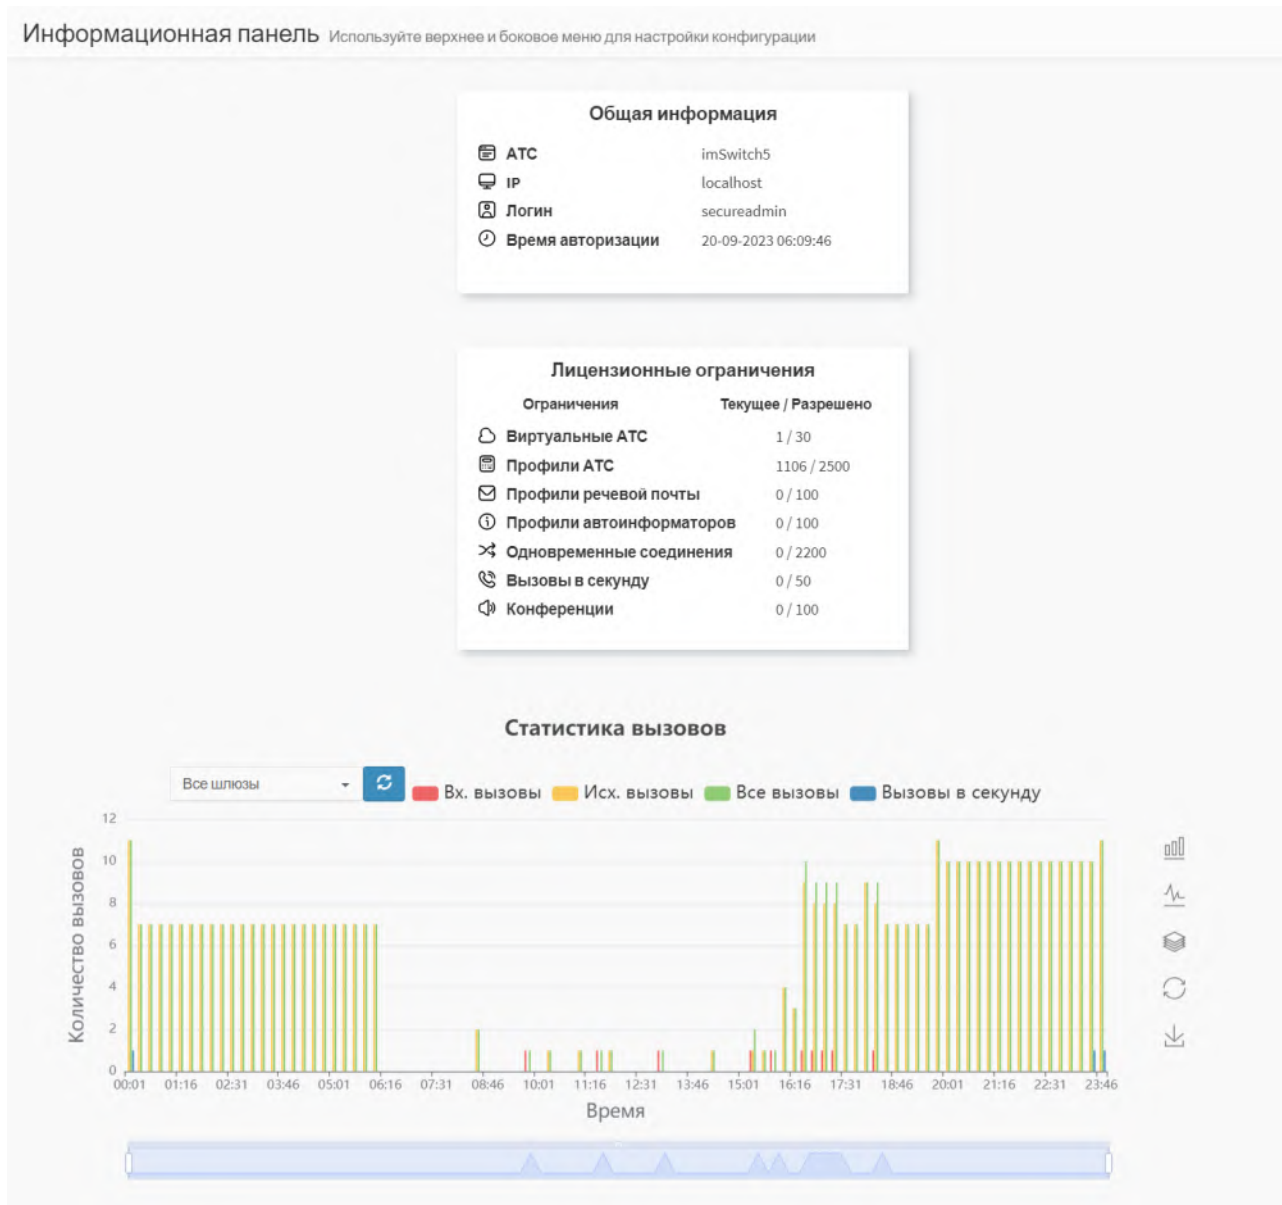 Информационная панель Используйте верхнее и боковое меню для настройки конфигурации
Общая информация
АТС imSwitch5
IP localhost
Логин secureadmin
Время авторизации 20-09-2023 06:09:46
Лицензионные ограничения
Ограничения Текущее / Разрешено
Виртуальные АТС 1 / 30
Профили АТС 1106 / 2500
Профили речевой почты 0 / 100
Профили автоинформаторов 0 / 100
Одновременные соединения 0 / 2200
Вызовы в секунду 0 / 50
Конференции 0 / 100
Статистика вызовов
Все шлюзы
Вх. вызовы Исх. вызовы Все вызовы Вызовы в секунду
Количество вызовов
12
10
8
6
4
2
0
00:01 01:16 02:31 03:46 05:01 06:16 07:31 08:46 10:01 11:16 12:31 13:46 15:01 16:16 17:31 18:46 20:01 21:16 22:31 23:46
Время